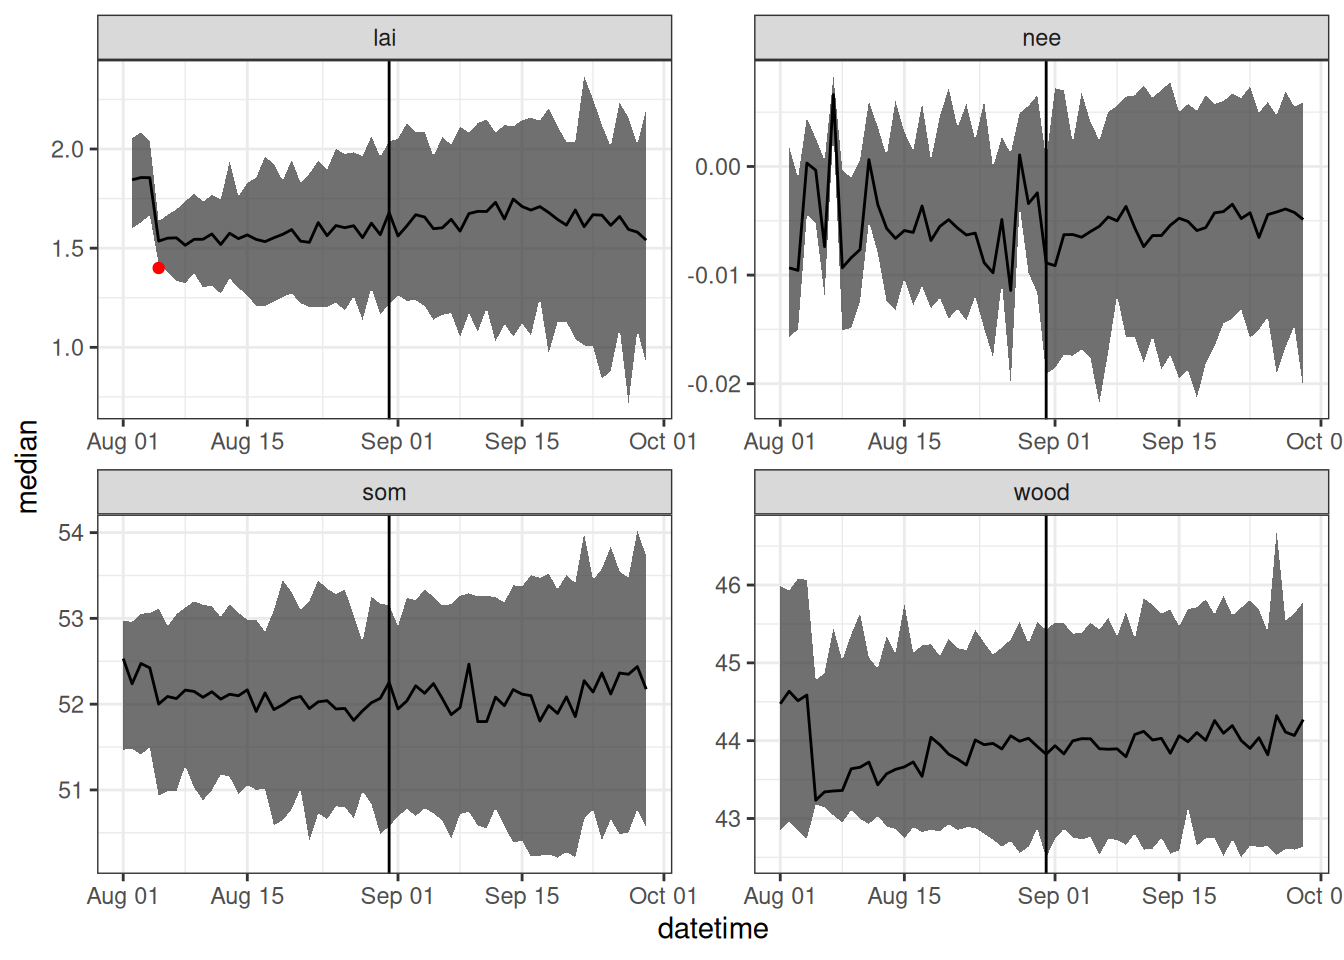 lai
nee
2.0
1.5
1.0
0.00
-0.01
-0.02
Aug 01 Aug 15 Sep 01 Sep 15 Oct 01
Aug 01 Aug 15 Sep 01 Sep 15 Oct 0
median
som
wood
54
53
52
51
46
45
44
43
Aug 01 Aug 15 Sep 01 Sep 15 Oct 01
Aug 01 Aug 15 Sep 01 Sep 15 Oct 0
datetime